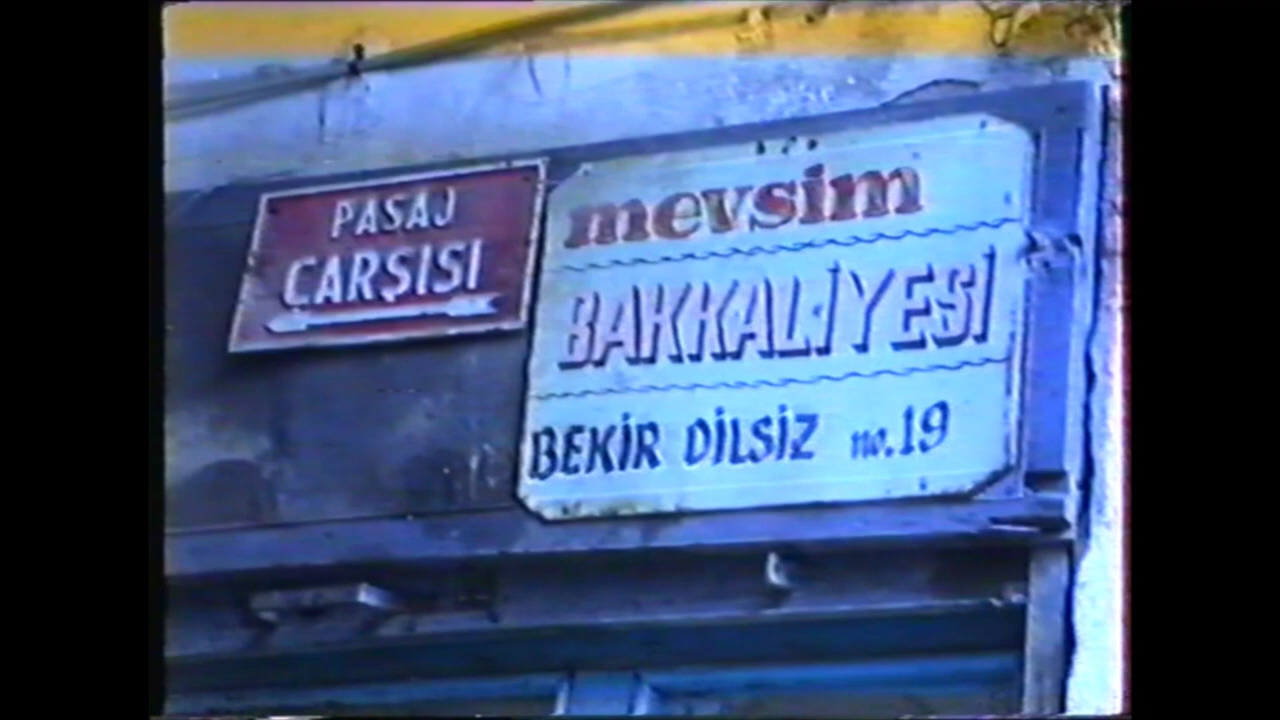 PASAJ
ÇARŞISI
mevsim
BAKKALİYESİ
BEKİR DİLSİZ no.19